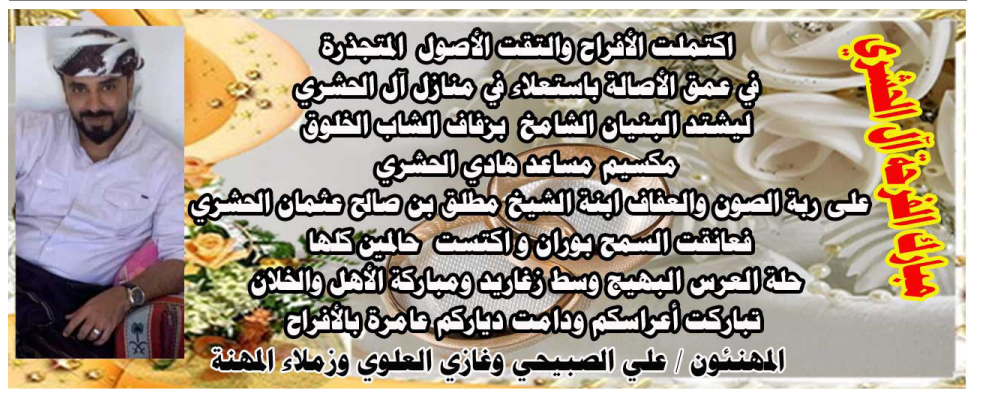 مبارك الفرحة آل الحشري
اكتملت الأفراح والتقت الأصول المتجذرة
في عمق الأصالة باستعلاء في منازل آل الحشري
ليشتد البنيان الشامخ بزفاف الشاب الخلوق
مكسيم مساعد هادي الحشري
على ربة الصون والعفاف ابنة الشيخ مطلق بن صالح عثمان الحشري
فعانقت السمح بوران و اكتست حالمين كلها
حلة العرس البهيج وسط زغاريد ومباركة الأهل والخلان
تباركت أعراسكم ودامت دياركم عامرة بالأفراح
المهنئون / علي الصبيحي وغازي العلوي وزملاء المهنة